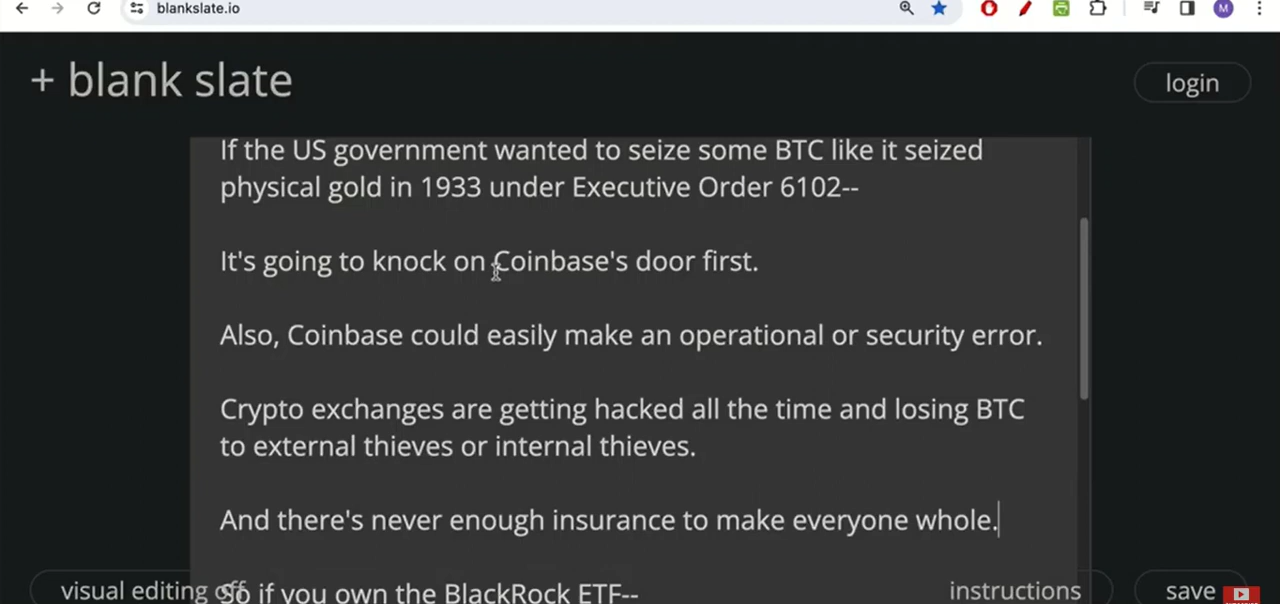 blankslate.io
M
+ blank slate
login
If the US government wanted to seize some BTC like it seized
physical gold in 1933 under Executive Order 6102--
It's going to knock on Coinbase's door first.
Also, Coinbase could easily make an operational or security error.
Crypto exchanges are getting hacked all the time and losing BTC
to external thieves or internal thieves.
And there's never enough insurance to make everyone whole.
So if you own the BlackRock ETF--
visual editing off
instructions
save